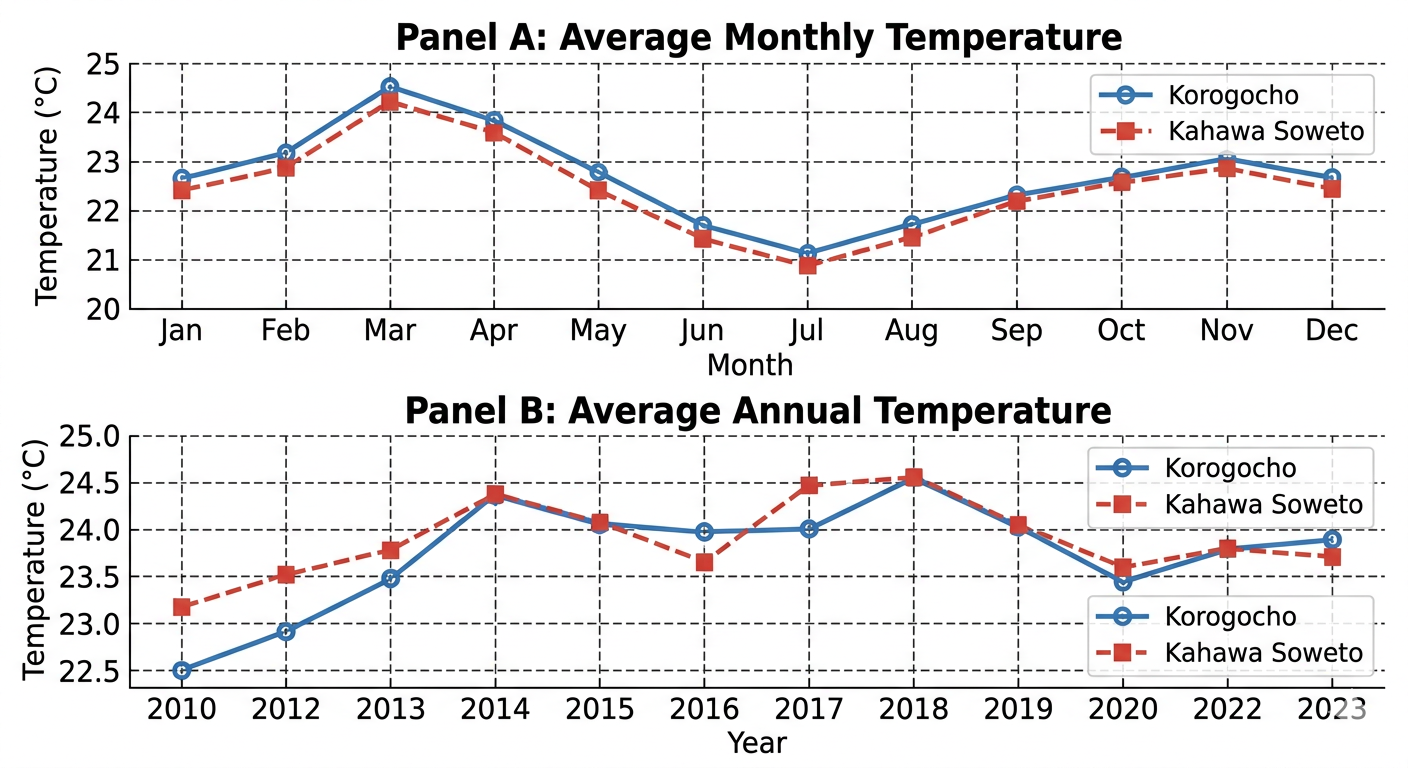 Panel A: Average Monthly Temperature
Temperature (°C)
25
24
23
22
21
20
Korogocho
Kahawa Soweto
Jan Feb Mar Apr May Jun Jul Aug Sep Oct Nov Dec
Month
Panel B: Average Annual Temperature
Temperature (°C)
25.0
24.5
24.0
23.5
23.0
22.5
Korogocho
Kahawa Soweto
Korogocho
Kahawa Soweto
2010 2012 2013 2014 2015 2016 2017 2018 2019 2020 2022 2023
Year